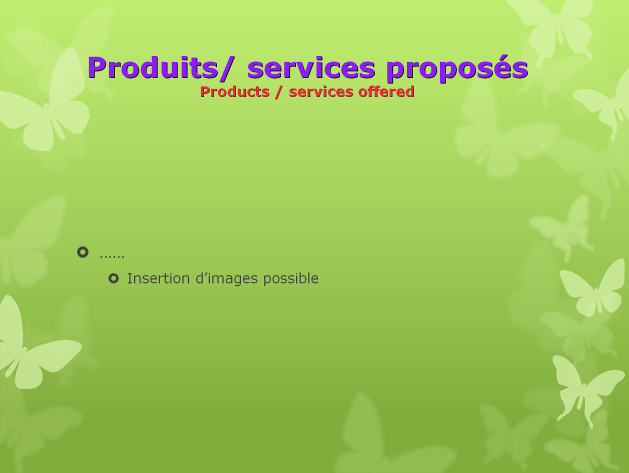 Produits/ services proposés
Products / services offered
......
Insertion d’images possible